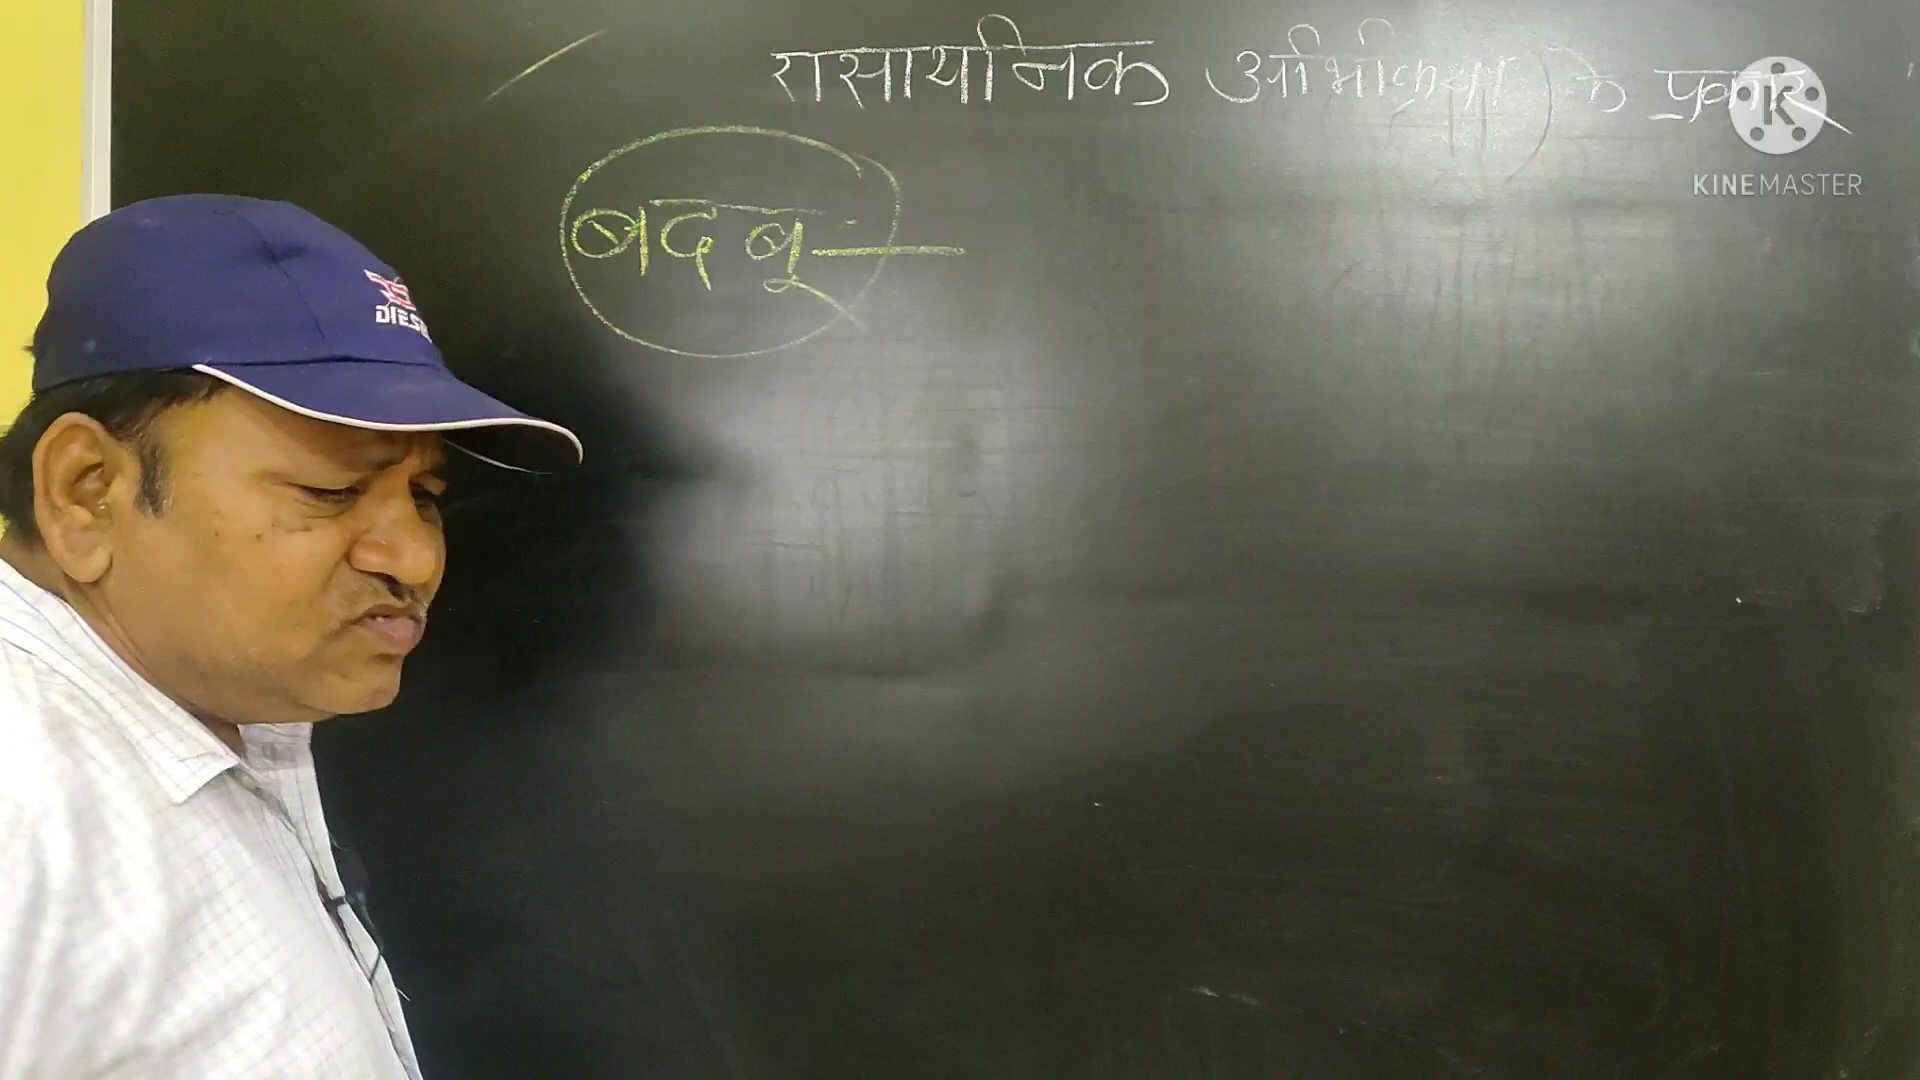 रासायनिक अभिक्रिया के प्रकार
KINEMASTER
बदबू :—
DIESEL